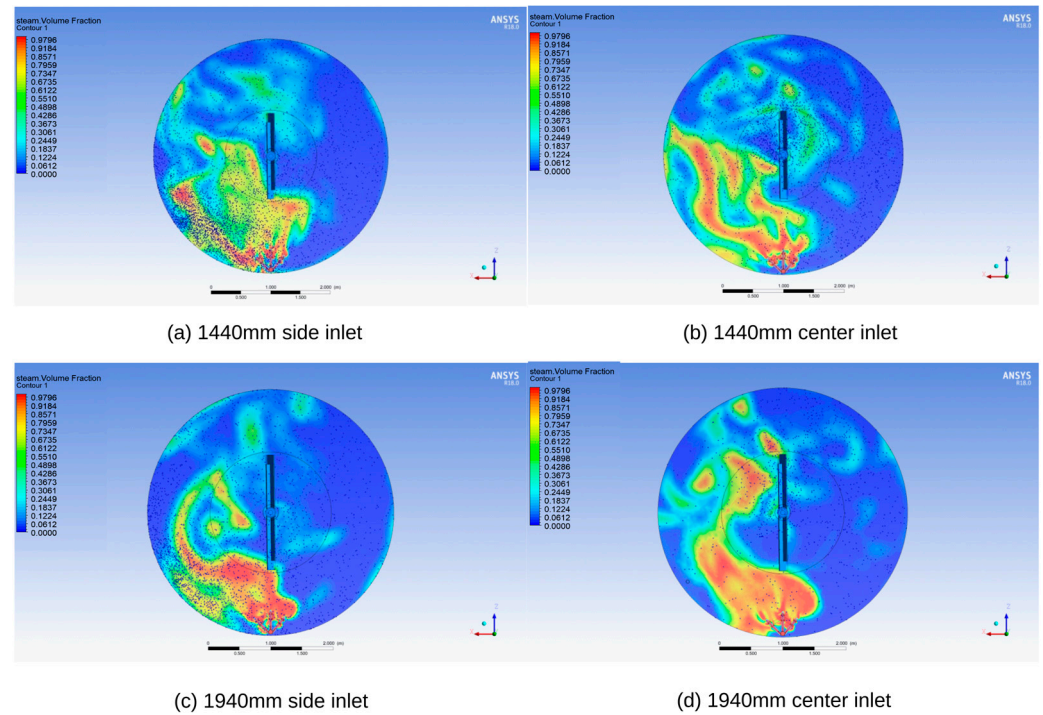 steam.Volume Fraction
Contour 1
0.9796
0.9184
0.8571
0.7959
0.7347
0.6735
0.6122
0.5510
0.4898
0.4286
0.3673
0.3061
0.2449
0.1837
0.1224
0.0612
0.0000
ANSYS
R18.0
Z
X
0 1.000 2.000 (m)
0.500 1.500
(a) 1440mm side inlet
steam.Volume Fraction
Contour 1
0.9796
0.9184
0.8571
0.7959
0.7347
0.6735
0.6122
0.5510
0.4898
0.4286
0.3673
0.3061
0.2449
0.1837
0.1224
0.0612
0.0000
ANSYS
R18.0
Z
X
0 1.000 2.000 (m)
0.500 1.500
(b) 1440mm center inlet
steam.Volume Fraction
Contour 1
0.9796
0.9184
0.8571
0.7959
0.7347
0.6735
0.6122
0.5510
0.4898
0.4286
0.3673
0.3061
0.2449
0.1837
0.1224
0.0612
0.0000
ANSYS
R18.0
Z
X
0 1.000 2.000 (m)
0.500 1.500
(c) 1940mm side inlet
steam.Volume Fraction
Contour 1
0.9796
0.9184
0.8571
0.7959
0.7347
0.6735
0.6122
0.5510
0.4898
0.4286
0.3673
0.3061
0.2449
0.1837
0.1224
0.0612
0.0000
ANSYS
R18.0
Z
X
0 1.000 2.000 (m)
0.500 1.500
(d) 1940mm center inlet